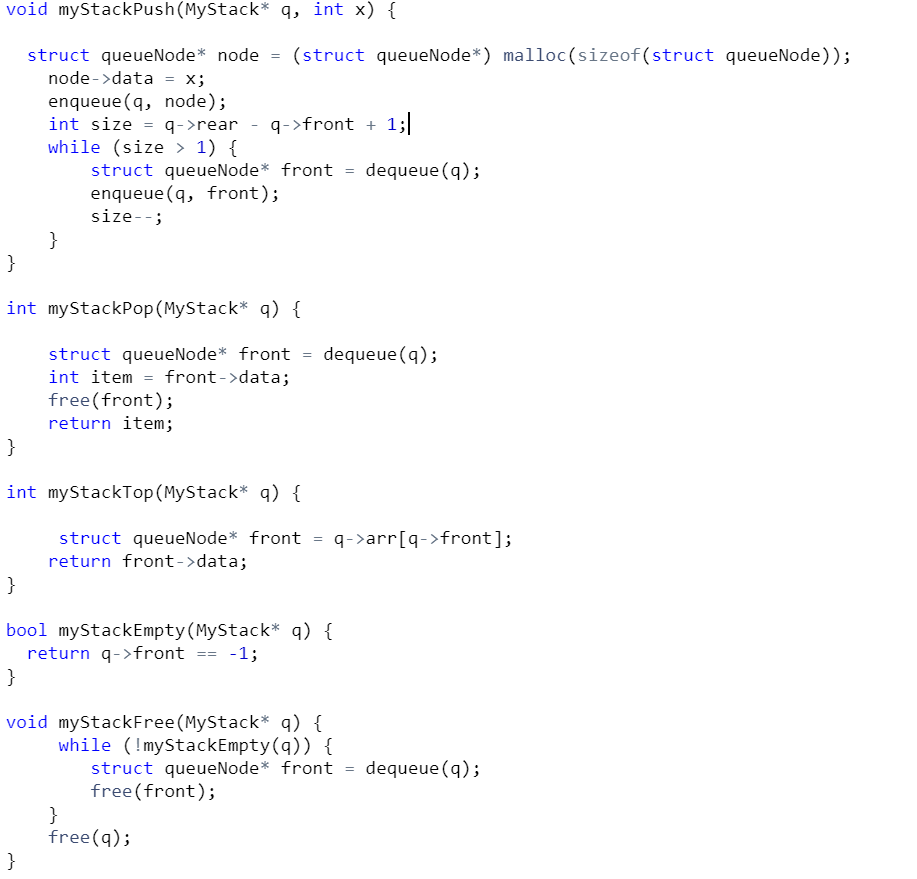 void myStackPush(MyStack* q, int x) {
  struct queueNode* node = (struct queueNode*) malloc(sizeof(struct queueNode));
    node->data = x;
    enqueue(q, node);
    int size = q->rear - q->front + 1;
    while (size > 1) {
        struct queueNode* front = dequeue(q);
        enqueue(q, front);
        size--;
    }
}
int myStackPop(MyStack* q) {
    struct queueNode* front = dequeue(q);
    int item = front->data;
    free(front);
    return item;
}
int myStackTop(MyStack* q) {
     struct queueNode* front = q->arr[q->front];
    return front->data;
}
bool myStackEmpty(MyStack* q) {
  return q->front == -1;
}
void myStackFree(MyStack* q) {
     while (!myStackEmpty(q)) {
        struct queueNode* front = dequeue(q);
        free(front);
    }
    free(q);
}